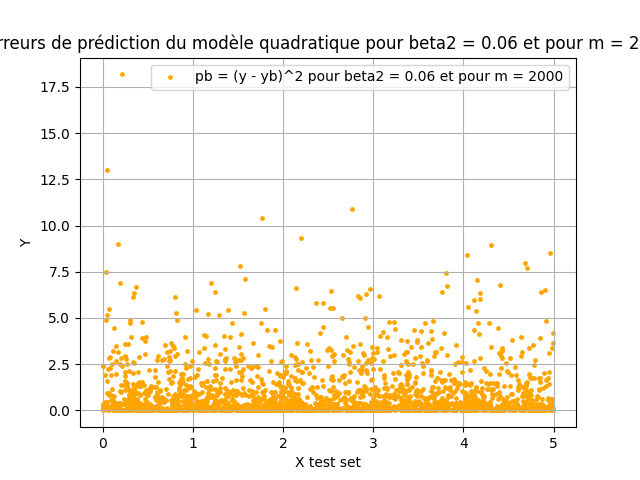 rreurs de prédiction du modèle quadratique pour beta2 = 0.06 et pour m = 2
pb = (y - yb)^2 pour beta2 = 0.06 et pour m = 2000
17.5
15.0
12.5
10.0
7.5
5.0
2.5
0.0
Y
0 1 2 3 4 5
X test set